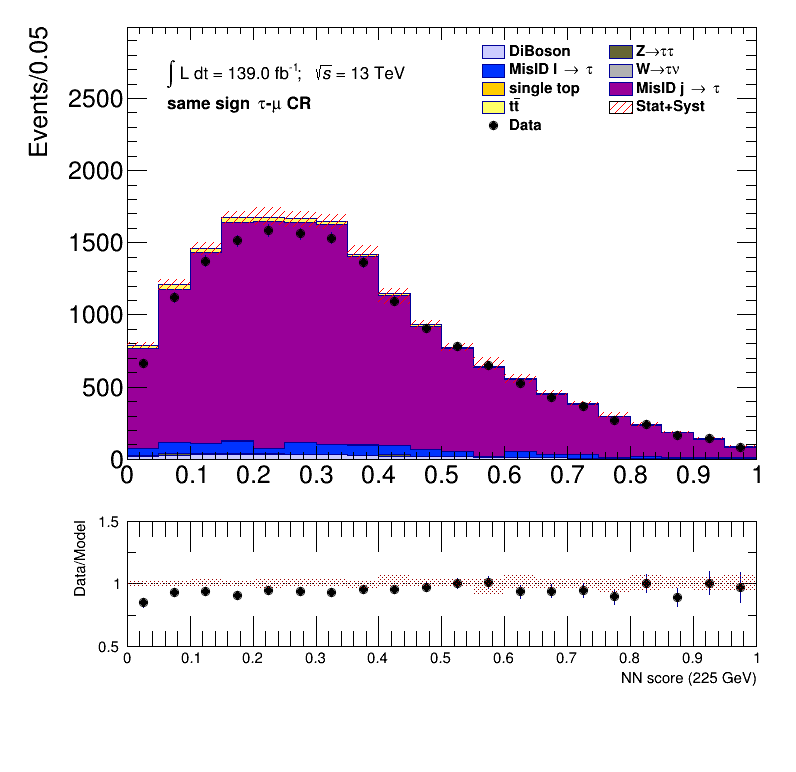 Events/0.05
∫ L dt = 139.0 fb⁻¹; √s = 13 TeV
same sign τ-μ CR
DiBoson
MisID l → τ
single top
tt̄
Data
Z→ττ
W→τν
MisID j → τ
Stat+Syst
2500
2000
1500
1000
500
0
0 0.1 0.2 0.3 0.4 0.5 0.6 0.7 0.8 0.9 1
Data/Model
1.5
1
0.5
0 0.1 0.2 0.3 0.4 0.5 0.6 0.7 0.8 0.9 1
NN score (225 GeV)